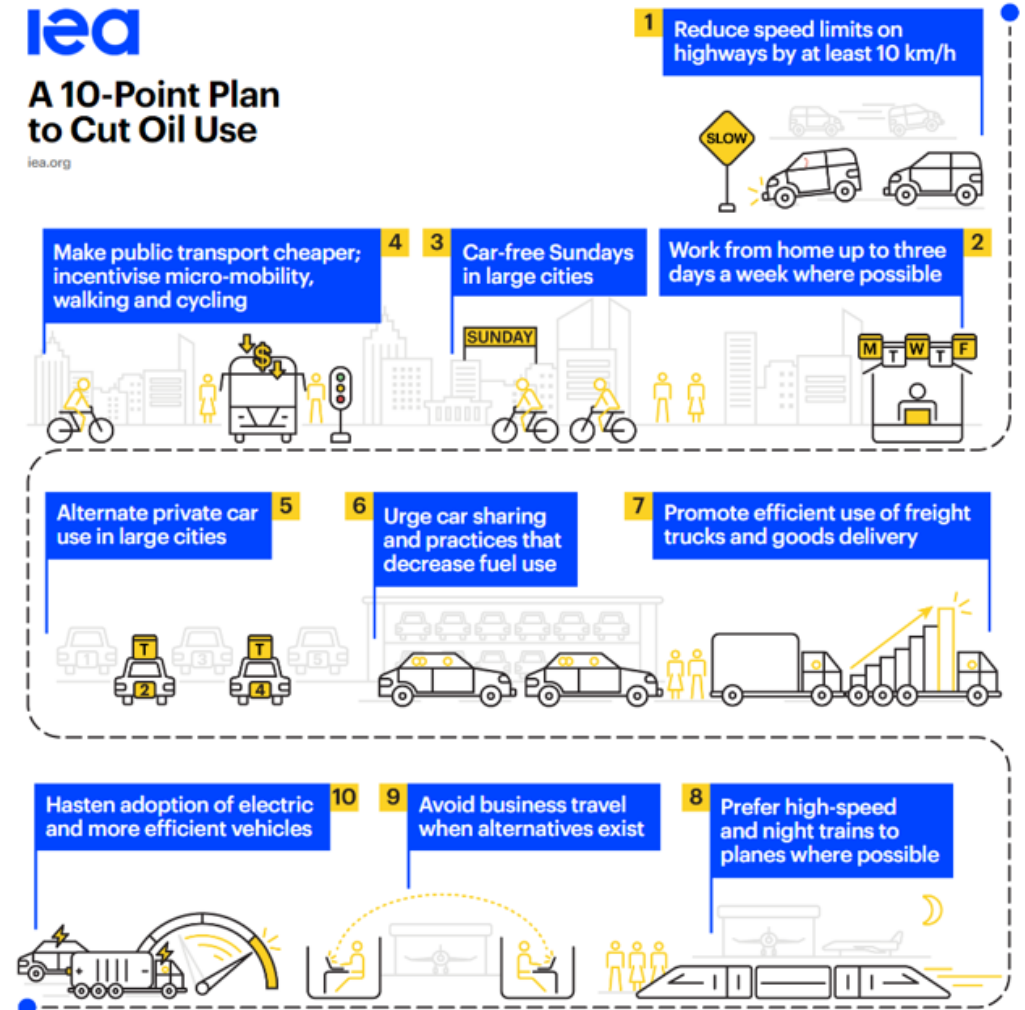 iea
A 10-Point Plan
to Cut Oil Use
iea.org
1
Reduce speed limits on
highways by at least 10 km/h
SLOW
2
Work from home up to three
days a week where possible
M T W T F
3
Car-free Sundays
in large cities
SUNDAY
4
Make public transport cheaper;
incentivise micro-mobility,
walking and cycling
$
5
Alternate private car
use in large cities
T
T
1
2
3
4
5
6
Urge car sharing
and practices that
decrease fuel use
7
Promote efficient use of freight
trucks and goods delivery
8
Prefer high-speed
and night trains to
planes where possible
9
Avoid business travel
when alternatives exist
10
Hasten adoption of electric
and more efficient vehicles